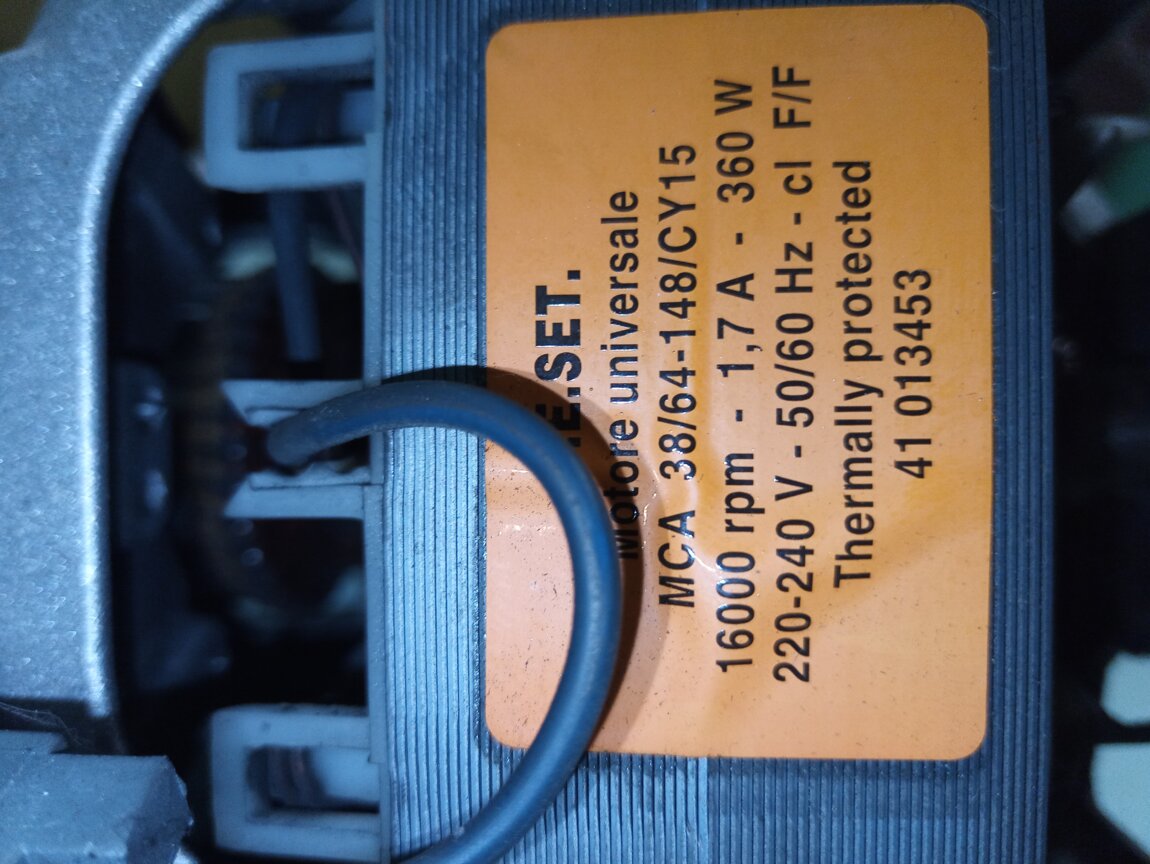 .SET.
Motore universale
MCA 38/64-148/CY15
16000 rpm - 1,7 A - 360 W
220-240 V - 50/60 Hz - cl F/F
Thermally protected
41 013453